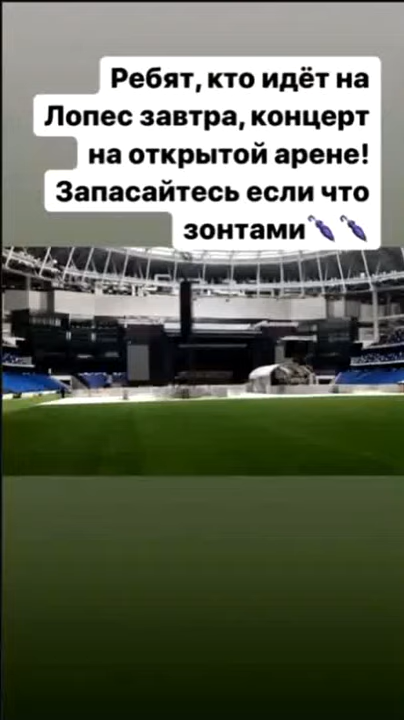 Ребят, кто идёт на
Лопес завтра, концерт
на открытой арене!
Запасайтесь если что
зонтами🌂🌂